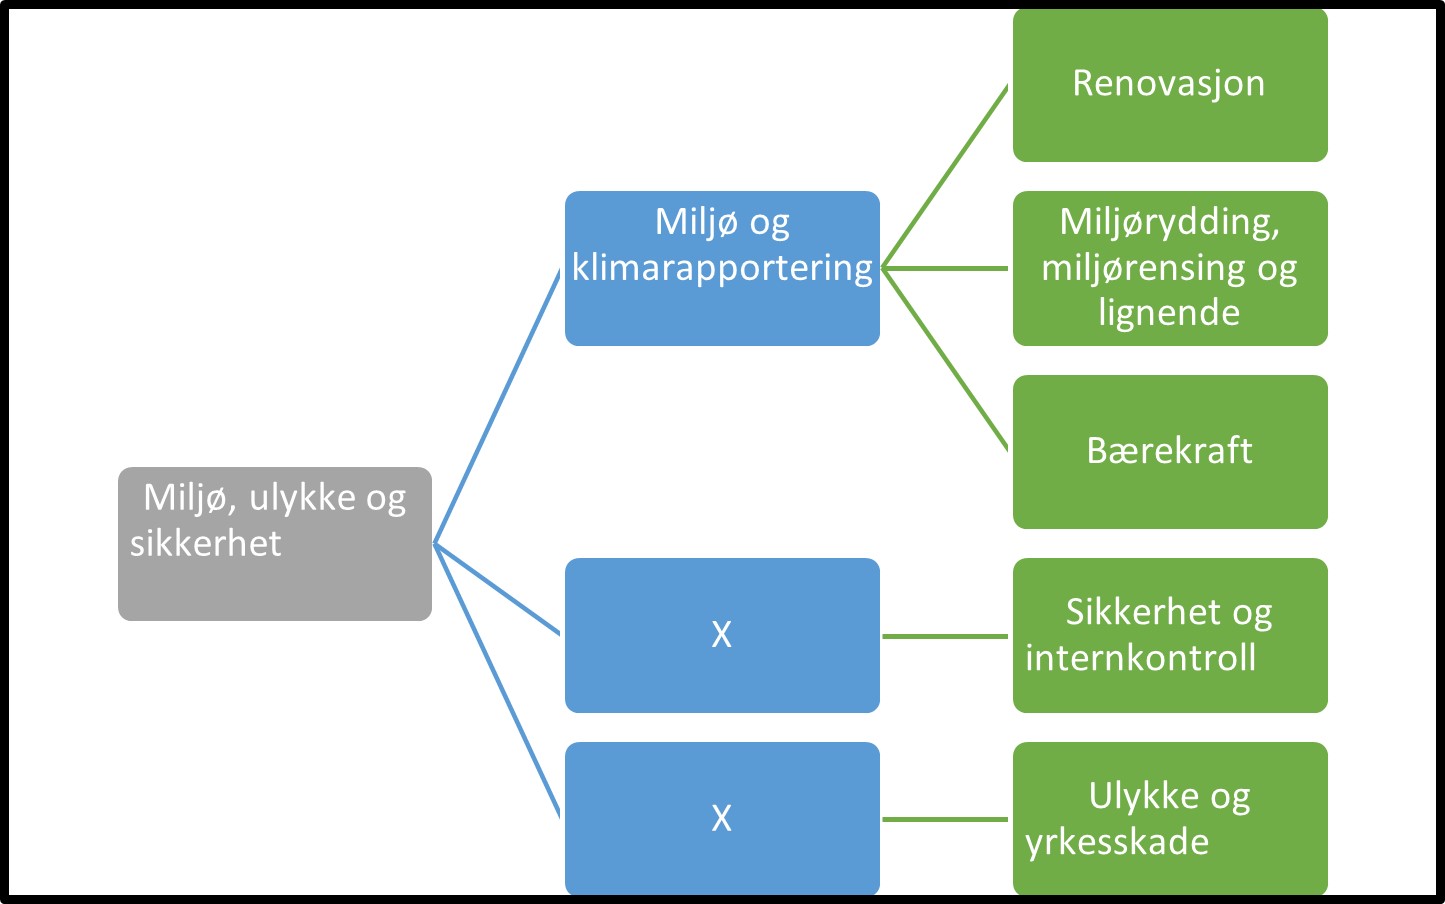 Miljø, ulykke og
sikkerhet
Miljø og
klimarapportering
Renovasjon
Miljørydding,
miljørensing og
lignende
Bærekraft
X
Sikkerhet og
internkontroll
X
Ulykke og
yrkesskade